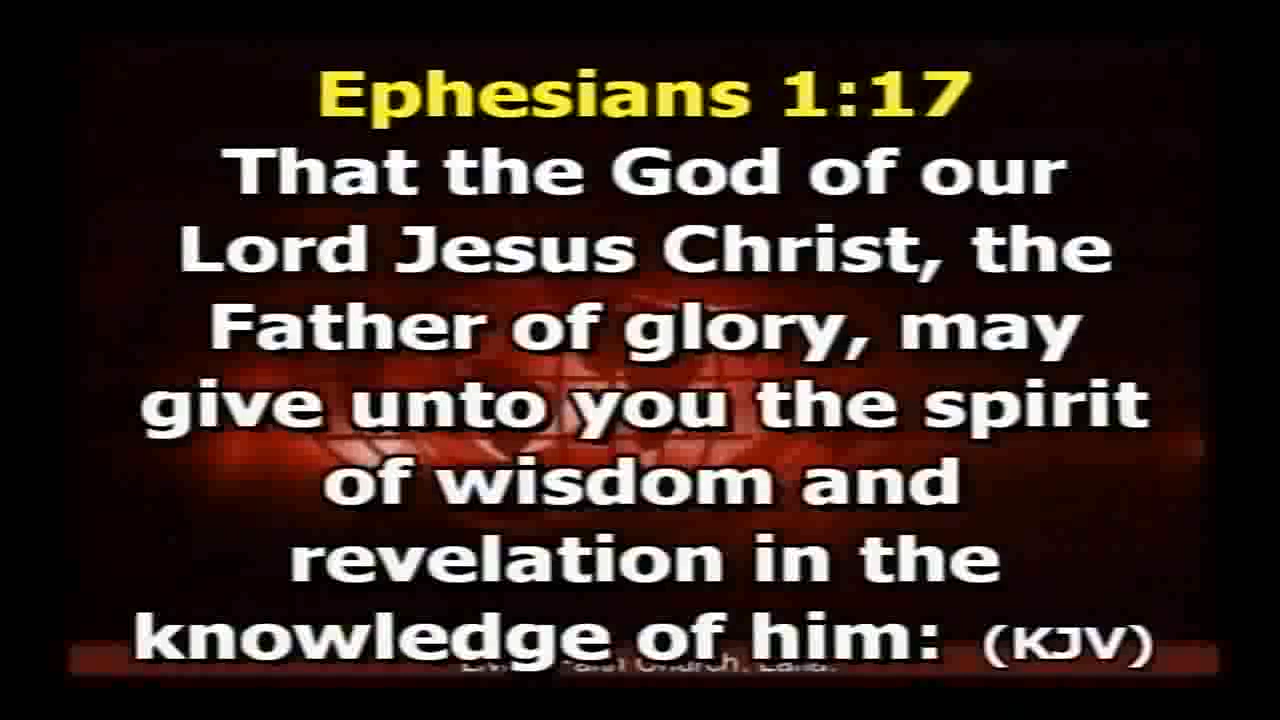 Ephesians 1:17
That the God of our
Lord Jesus Christ, the
Father of glory, may
give unto you the spirit
of wisdom and
revelation in the
knowledge of him: (KJV)
Church,